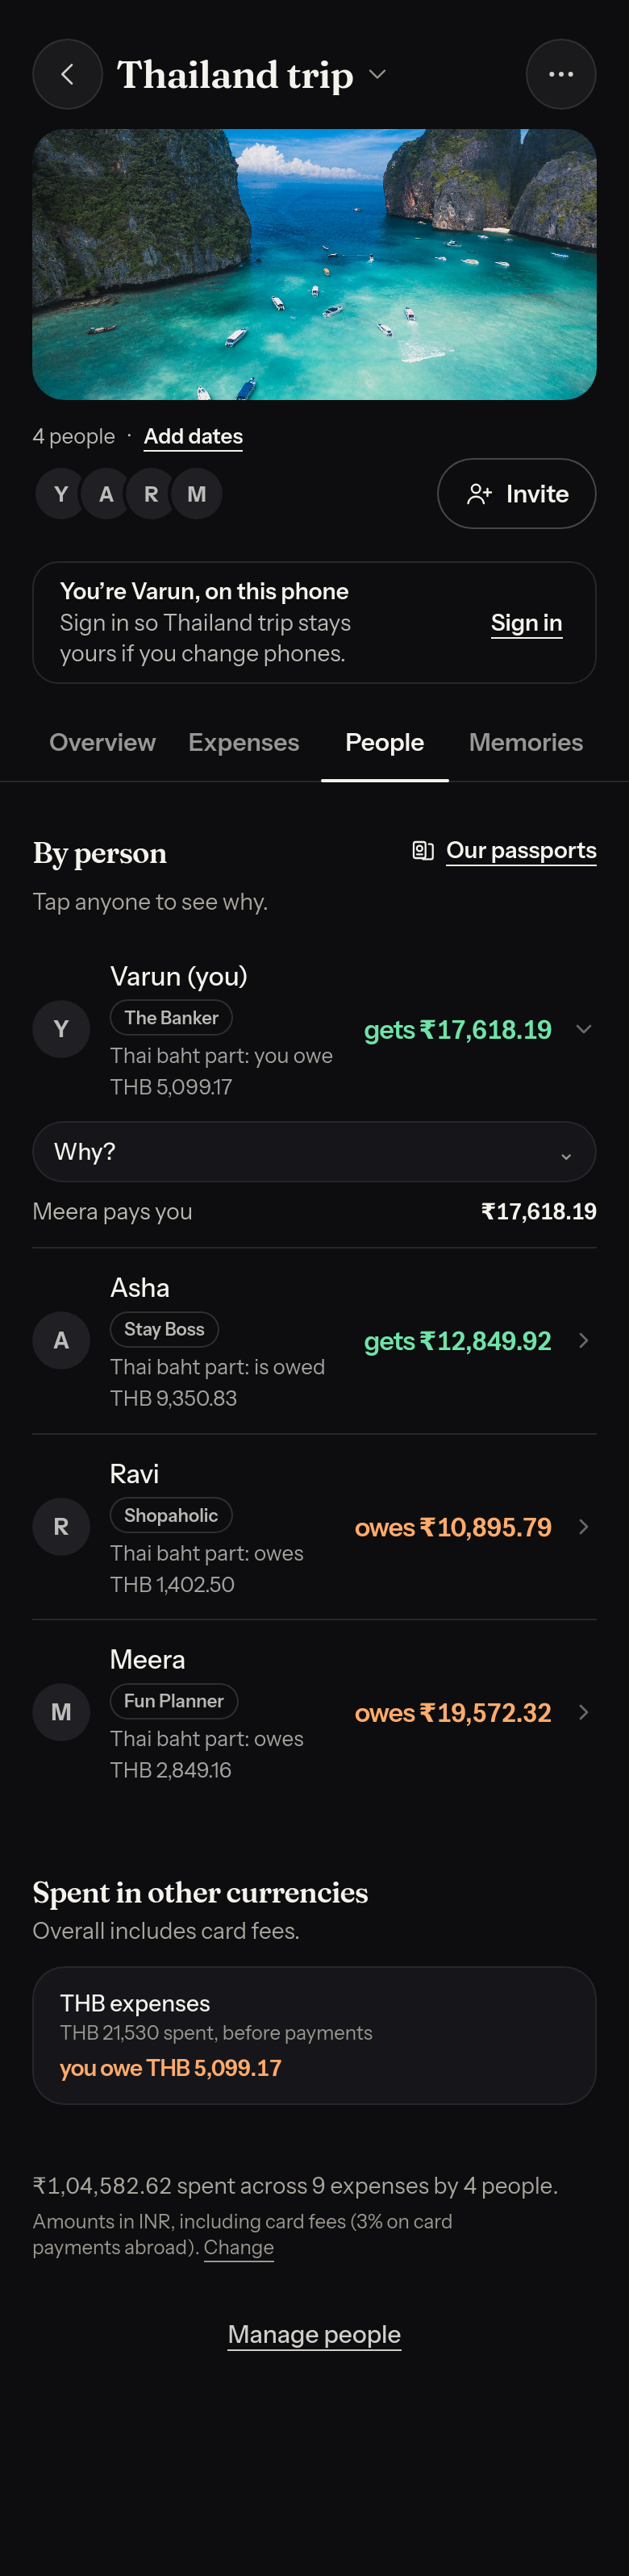 Thailand trip
4 people · Add dates
Y A R M
Invite
You’re Varun, on this phone
Sign in so Thailand trip stays
yours if you change phones.
Sign in
Overview Expenses People Memories
By person
Our passports
Tap anyone to see why.
Y
Varun (you)
The Banker
Thai baht part: you owe
THB 5,099.17
gets ₹17,618.19
Why?
Meera pays you ₹17,618.19
A
Asha
Stay Boss
Thai baht part: is owed
THB 9,350.83
gets ₹12,849.92
R
Ravi
Shopaholic
Thai baht part: owes
THB 1,402.50
owes ₹10,895.79
M
Meera
Fun Planner
Thai baht part: owes
THB 2,849.16
owes ₹19,572.32
Spent in other currencies
Overall includes card fees.
THB expenses
THB 21,530 spent, before payments
you owe THB 5,099.17
₹1,04,582.62 spent across 9 expenses by 4 people.
Amounts in INR, including card fees (3% on card
payments abroad). Change
Manage people